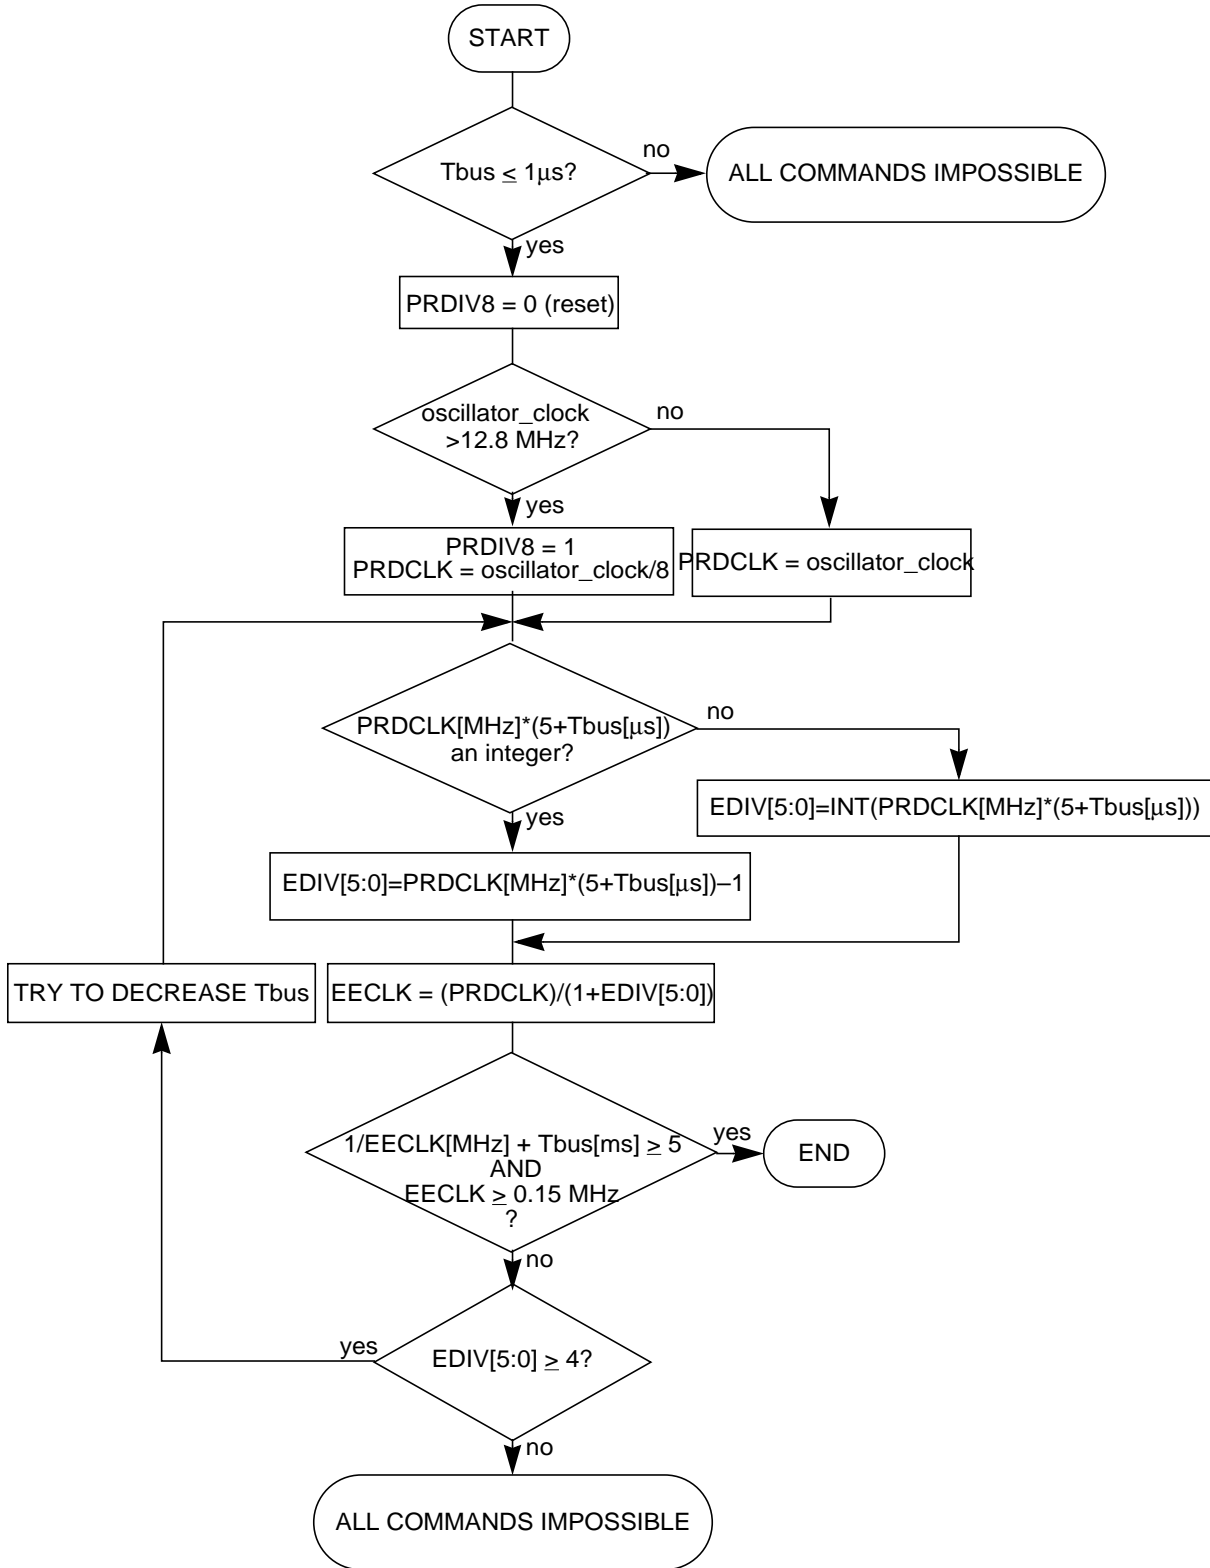 START
Tbus ≤ 1μs?
no
ALL COMMANDS IMPOSSIBLE
yes
PRDIV8 = 0 (reset)
oscillator_clock
>12.8 MHz?
no
yes
PRDIV8 = 1
PRDCLK = oscillator_clock/8
PRDCLK = oscillator_clock
PRDCLK[MHz]*(5+Tbus[μs])
an integer?
no
yes
EDIV[5:0]=INT(PRDCLK[MHz]*(5+Tbus[μs]))
EDIV[5:0]=PRDCLK[MHz]*(5+Tbus[μs])–1
TRY TO DECREASE Tbus
EECLK = (PRDCLK)/(1+EDIV[5:0])
1/EECLK[MHz] + Tbus[ms] ≥ 5
AND
EECLK ≥ 0.15 MHz
?
yes
END
no
EDIV[5:0] ≥ 4?
yes
no
ALL COMMANDS IMPOSSIBLE